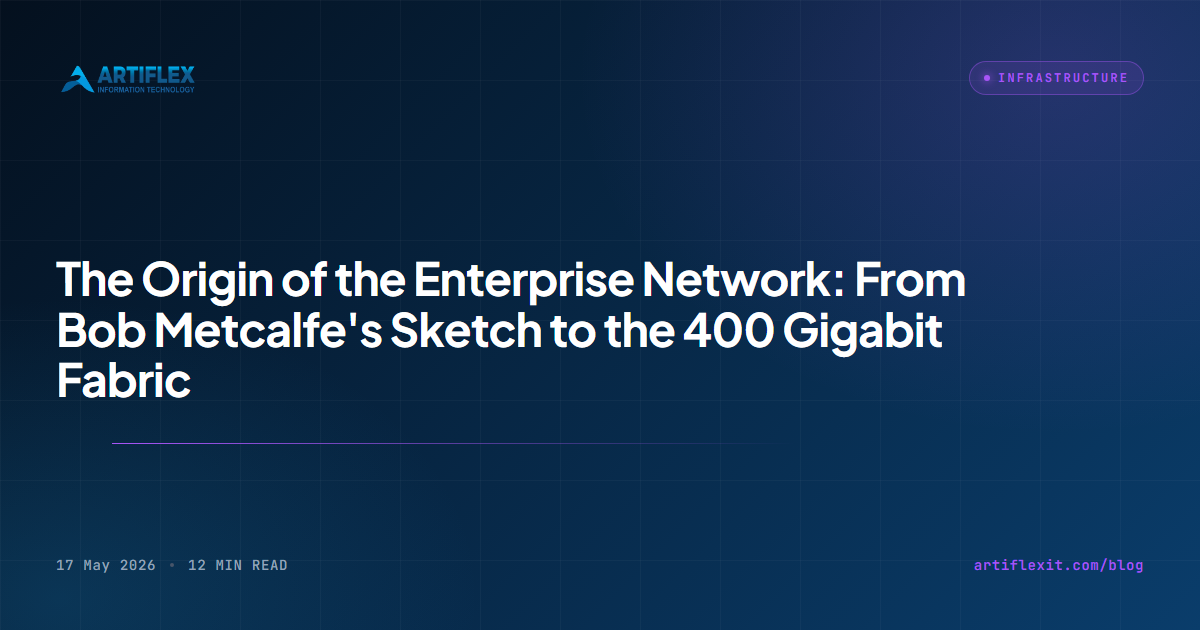 ARTIFLEX
INFORMATION TECHNOLOGY
INFRASTRUCTURE
The Origin of the Enterprise Network: From
Bob Metcalfe's Sketch to the 400 Gigabit
Fabric
17 May 2026 • 12 MIN READ
artiflexit.com/blog